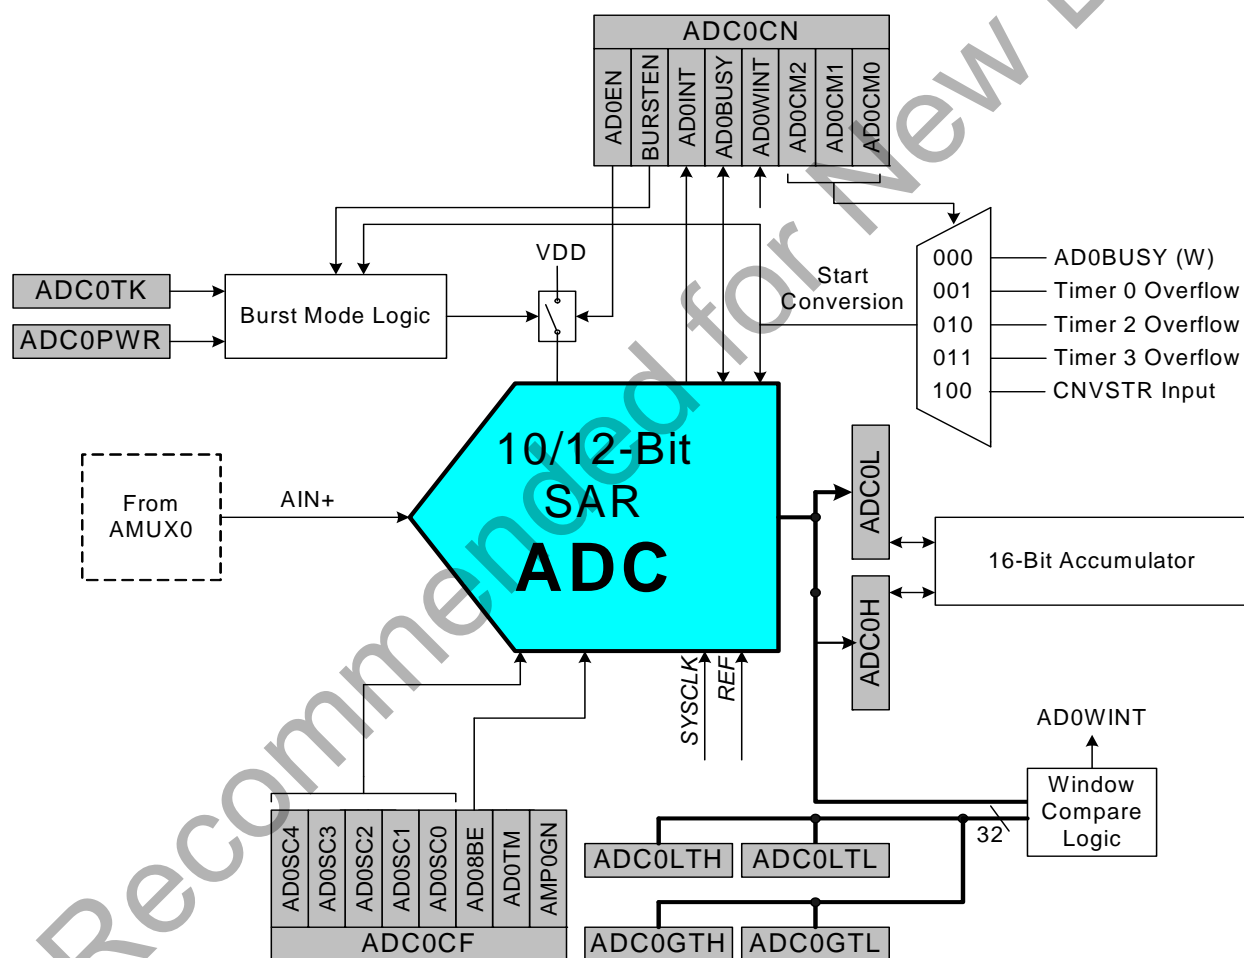 ADC0CN
AD0EN
BURSTEN
AD0INT
AD0BUSY
AD0WINT
AD0CM2
AD0CM1
AD0CM0
VDD
Start
Conversion
000
AD0BUSY (W)
001
Timer 0 Overflow
010
Timer 2 Overflow
011
Timer 3 Overflow
100
CNVSTR Input
ADC0TK
ADC0PWR
Burst Mode Logic
From
AMUX0
AIN+
10/12-Bit
SAR
ADC
ADC0L
ADC0H
16-Bit Accumulator
SYSCLK
REF
AD0WINT
Window
Compare
Logic
32
AD0SC4
AD0SC3
AD0SC2
AD0SC1
AD0SC0
AD08BE
AD0TM
AMP0GN
ADC0CF
ADC0LTH
ADC0LTL
ADC0GTH
ADC0GTL
Recommended for New